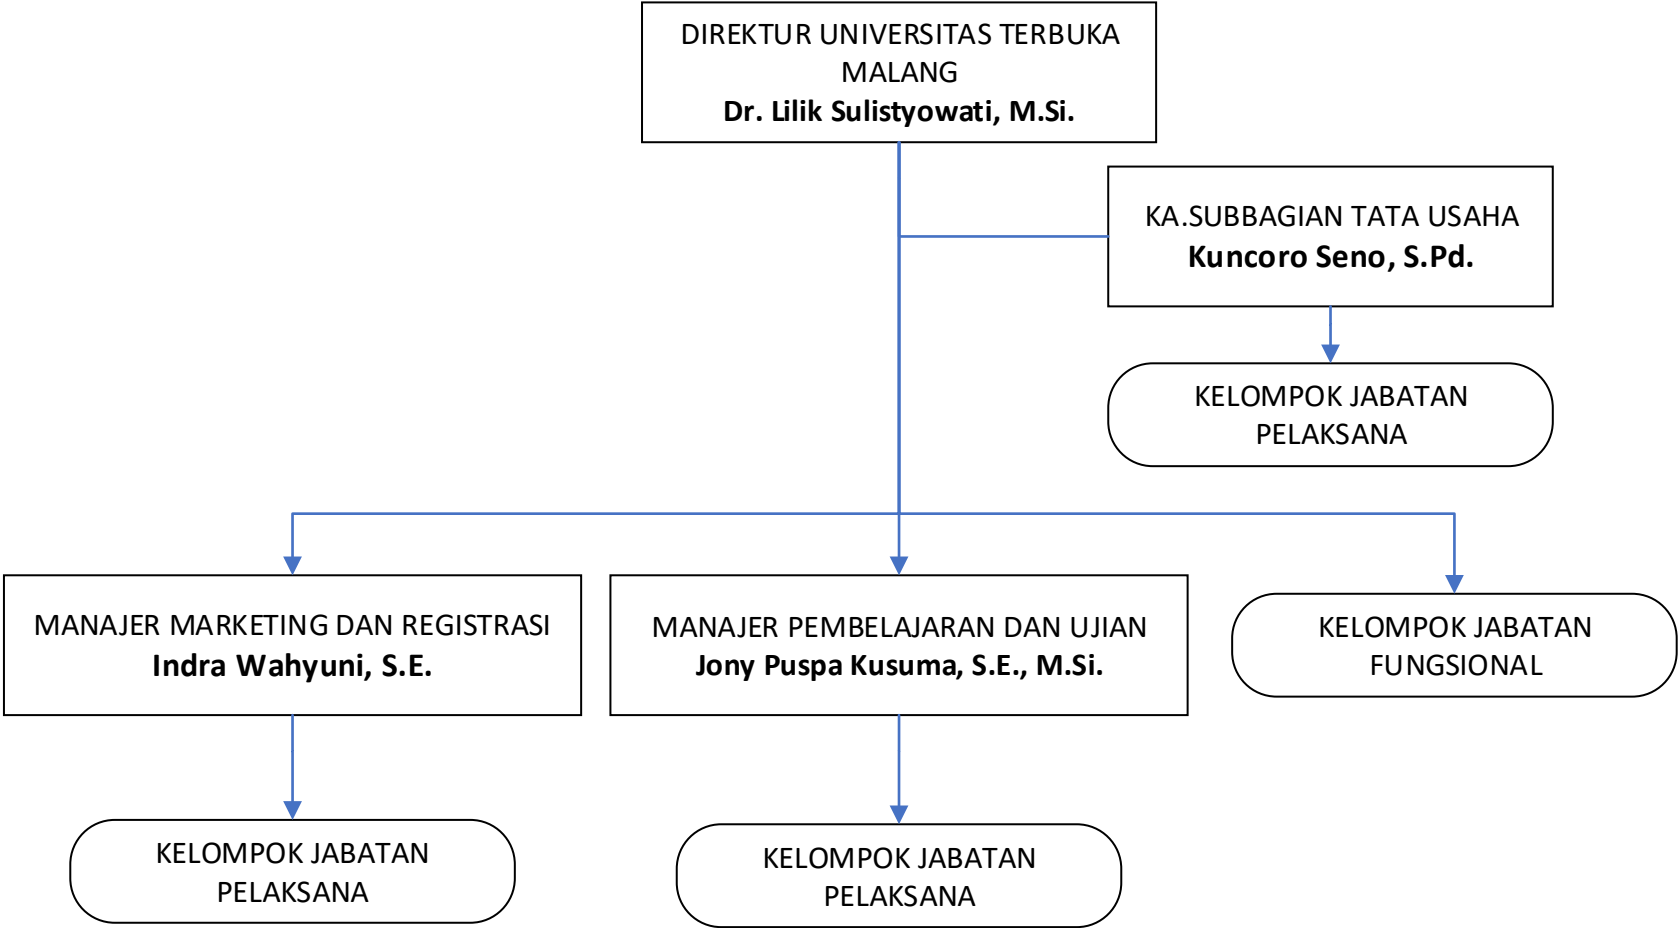 DIREKTUR UNIVERSITAS TERBUKA
MALANG
Dr. Lilik Sulistyowati, M.Si.
KA.SUBBAGIAN TATA USAHA
Kuncoro Seno, S.Pd.
KELOMPOK JABATAN
PELAKSANA
MANAJER MARKETING DAN REGISTRASI
Indra Wahyuni, S.E.
MANAJER PEMBELAJARAN DAN UJIAN
Jony Puspa Kusuma, S.E., M.Si.
KELOMPOK JABATAN
FUNGSIONAL
KELOMPOK JABATAN
PELAKSANA
KELOMPOK JABATAN
PELAKSANA